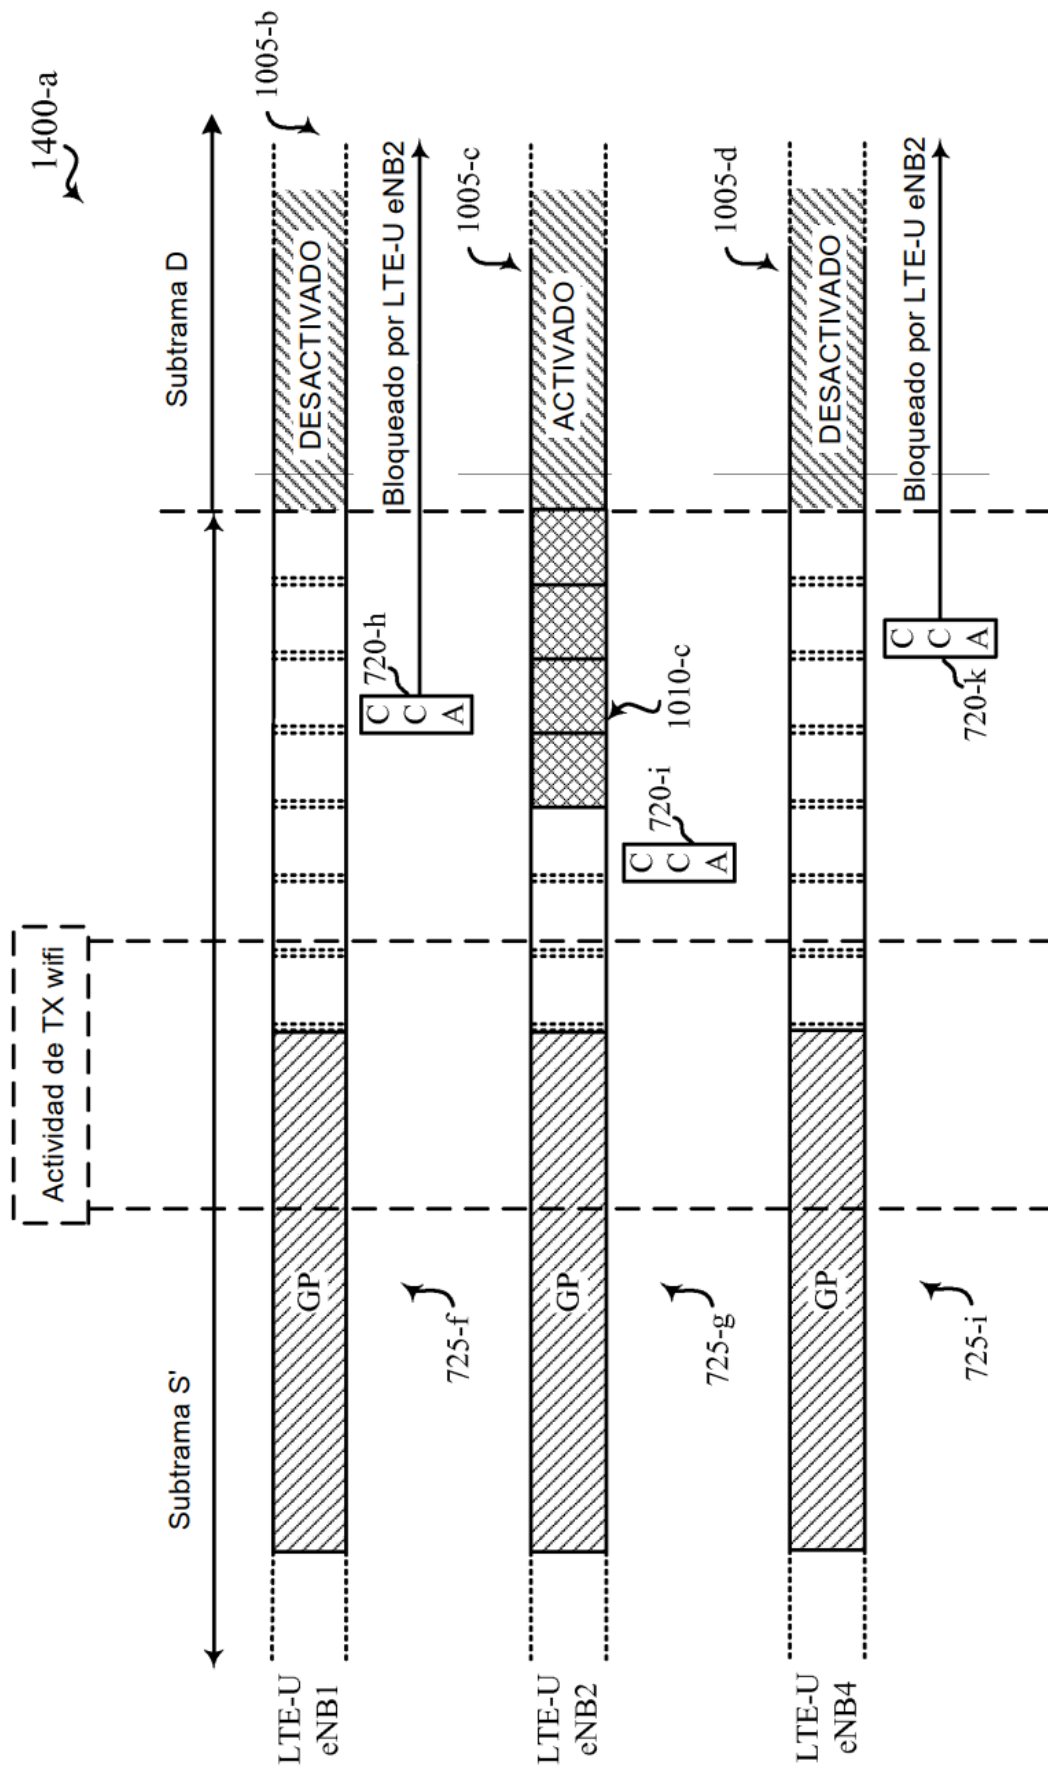 1400-a
Actividad de TX wifi
Subtrama S'
Subtrama D
LTE-U
eNB1
GP
DESACTIVADO
1005-b
725-f
C
C
A
720-h
Bloqueado por LTE-U eNB2
LTE-U
eNB2
GP
ACTIVADO
1005-c
725-g
C
C
A
720-i
1010-c
LTE-U
eNB4
GP
DESACTIVADO
1005-d
725-i
C
C
A
720-k
Bloqueado por LTE-U eNB2